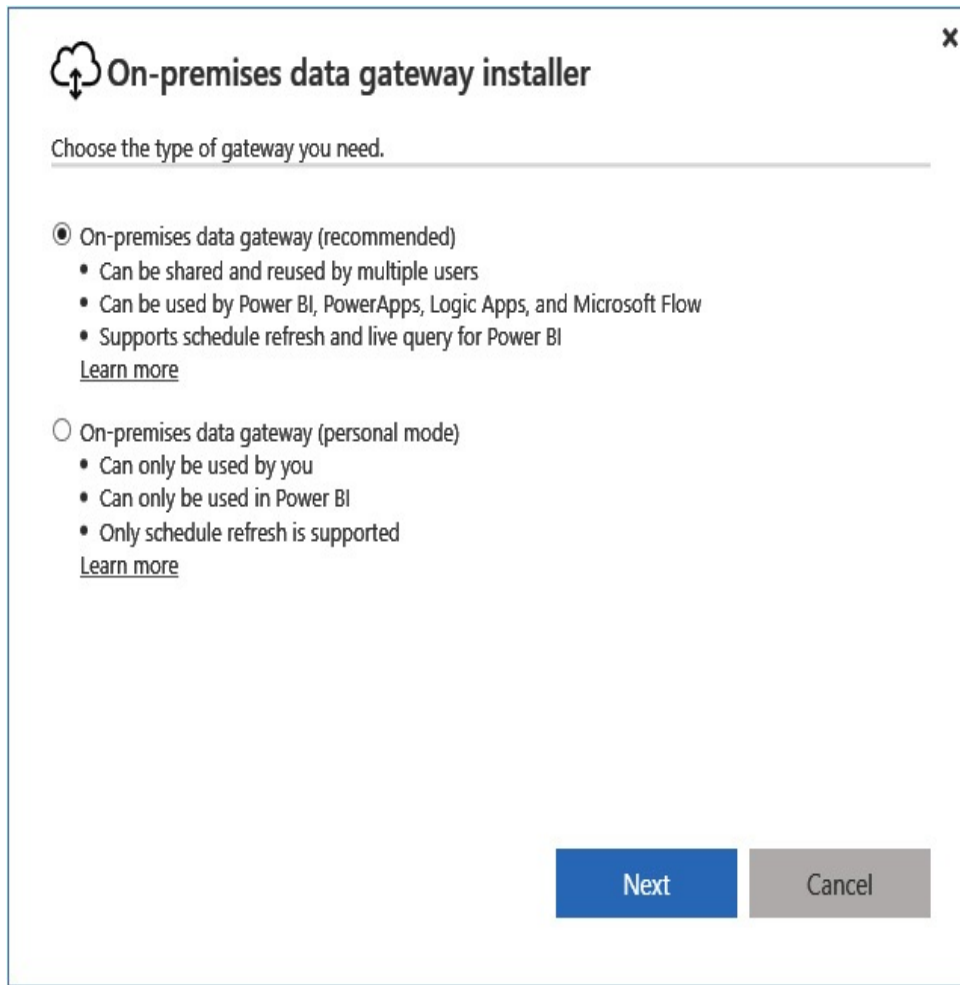 x
On-premises data gateway installer
Choose the type of gateway you need.
On-premises data gateway (recommended)
• Can be shared and reused by multiple users
• Can be used by Power BI, PowerApps, Logic Apps, and Microsoft Flow
• Supports schedule refresh and live query for Power BI
Learn more
On-premises data gateway (personal mode)
• Can only be used by you
• Can only be used in Power BI
• Only schedule refresh is supported
Learn more
Next
Cancel